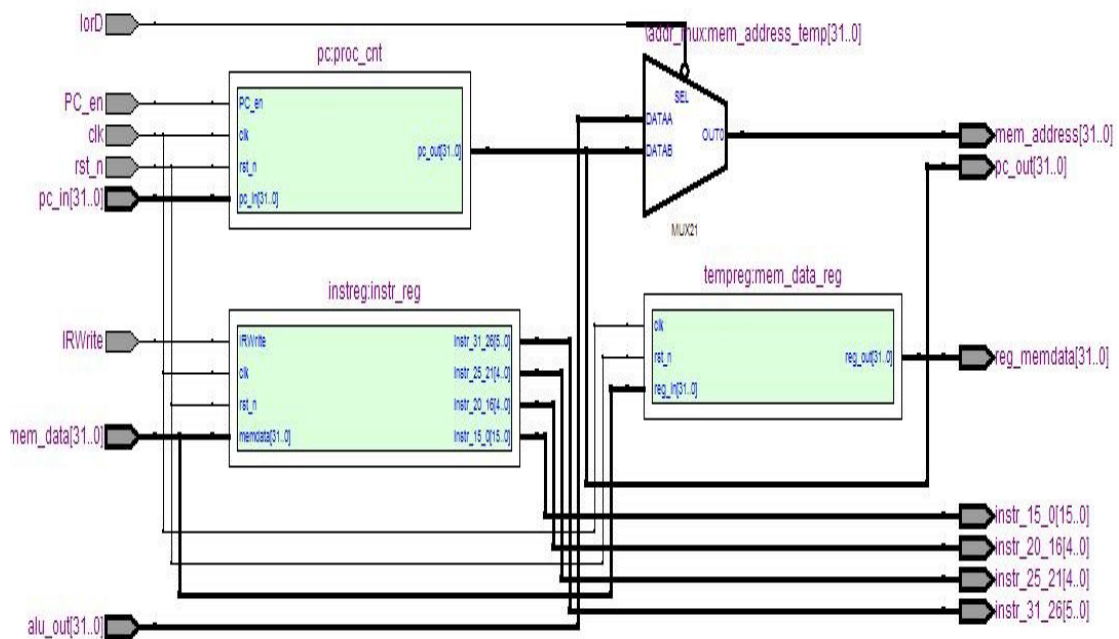 IorD
\addr_mux:mem_address_temp[31..0]
pc:proc_cnt
PC_en
clk
rst_n
pc_in[31..0]
PC_en
clk
rst_n
pc_in[31..0]
pc_out[31..0]
SEL
DATAA
DATAB
OUT0
MUX21
mem_address[31..0]
pc_out[31..0]
instreg:instr_reg
IRWrite
mem_data[31..0]
IRWrite
clk
rst_n
memdata[31..0]
instr_31_26[5..0]
instr_25_21[4..0]
instr_20_16[4..0]
instr_15_0[15..0]
tempreg:mem_data_reg
clk
rst_n
reg_in[31..0]
reg_out[31..0]
reg_memdata[31..0]
instr_15_0[15..0]
instr_20_16[4..0]
instr_25_21[4..0]
instr_31_26[5..0]
alu_out[31..0]